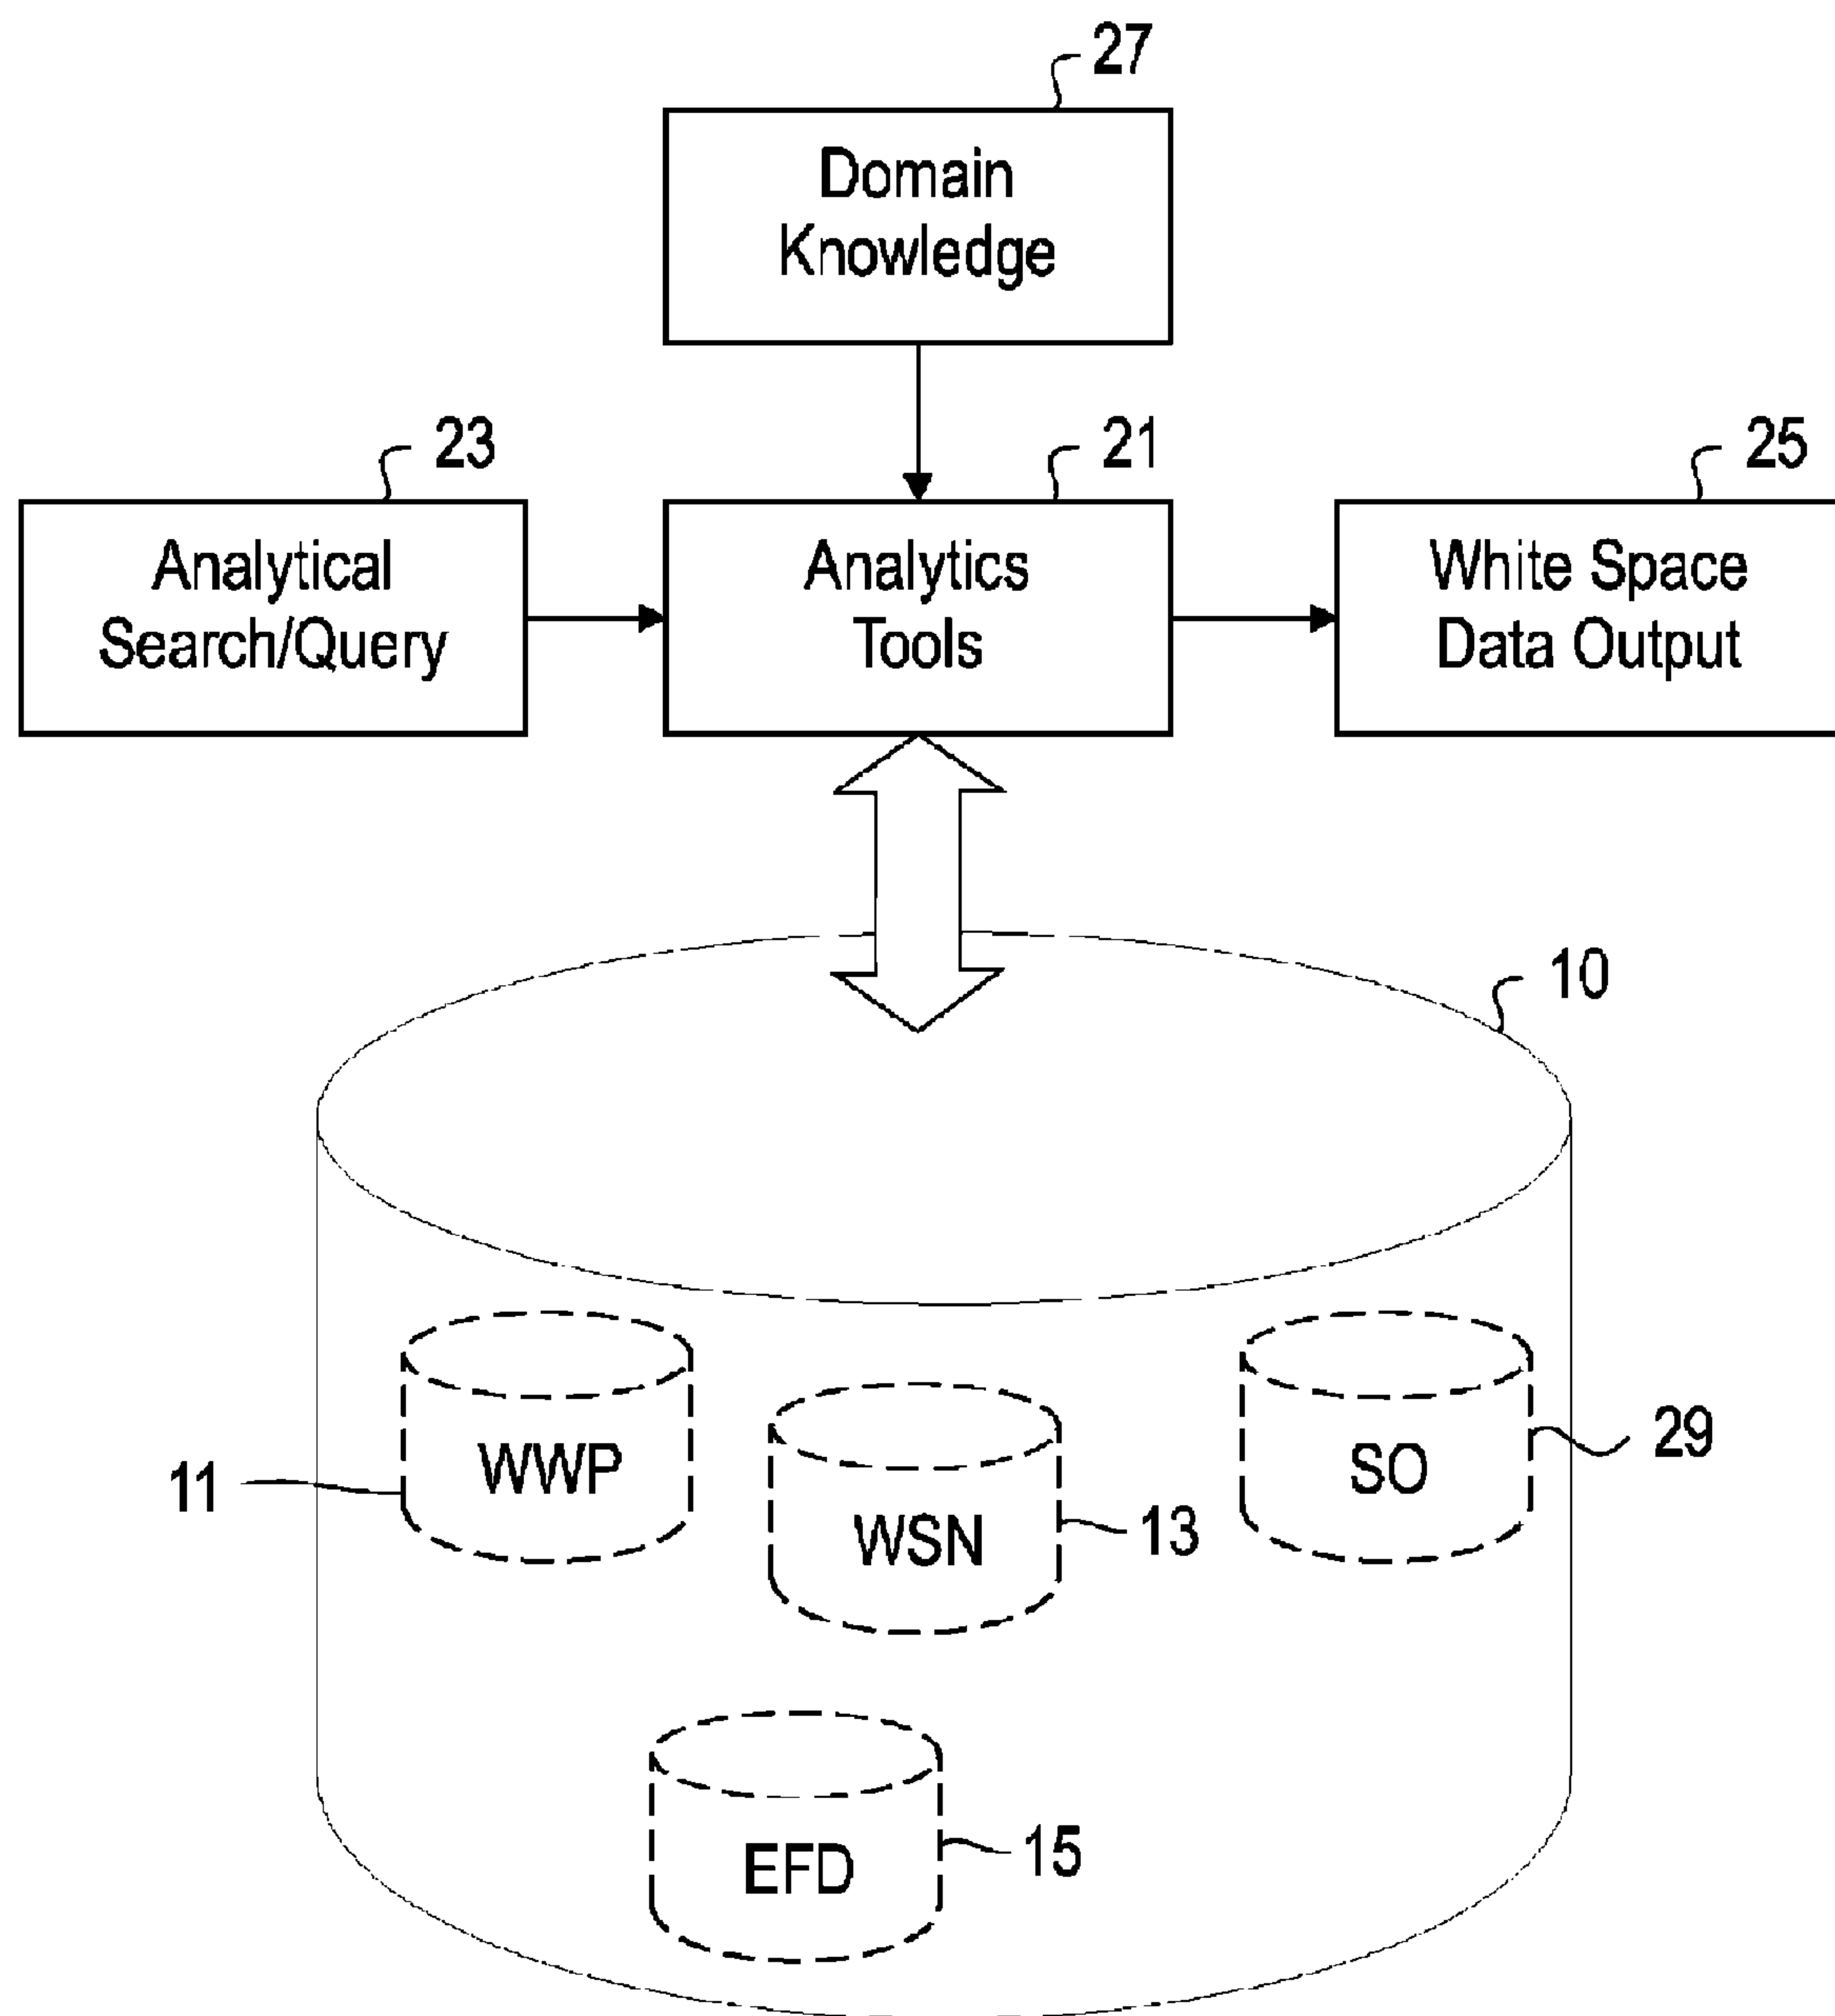 27
Domain
Knowledge
23
21
25
Analytical
Search/Query
Analytics
Tools
White Space
Data Output
10
WWP
11
WSN
13
SO
29
EFD
15